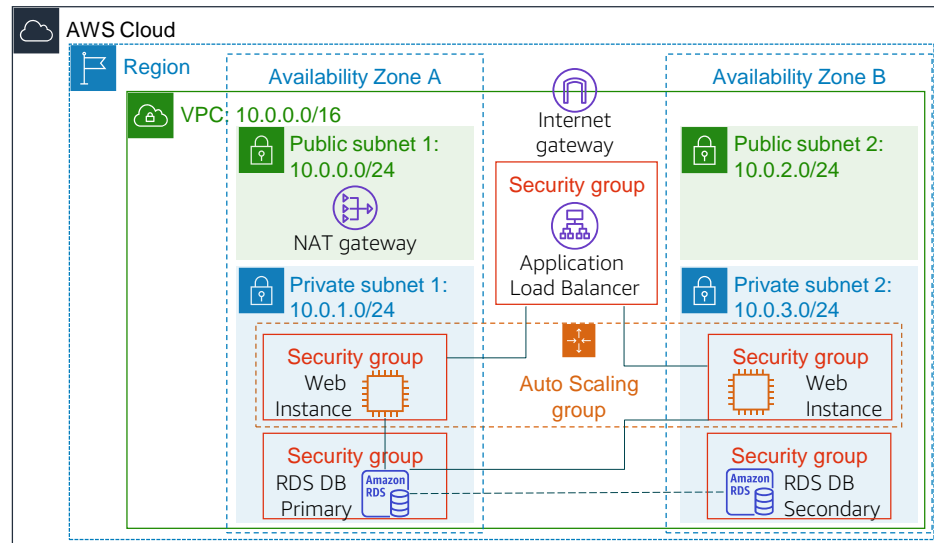 AWS Cloud
Region
Availability Zone A
Availability Zone B
VPC: 10.0.0.0/16
Internet
gateway
Public subnet 1:
10.0.0.0/24
Public subnet 2:
10.0.2.0/24
NAT gateway
Security group
Application
Load Balancer
Private subnet 1:
10.0.1.0/24
Private subnet 2:
10.0.3.0/24
Security group
Web
Instance
Auto Scaling
group
Security group
Web
Instance
Security group
RDS DB
Primary
Amazon
RDS
Security group
Amazon
RDS
RDS DB
Secondary